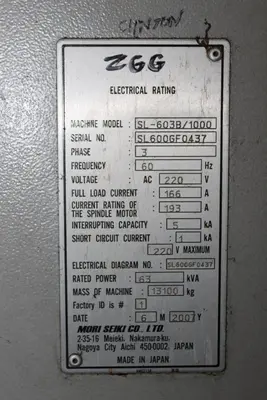 CLINTON
ZGG
ELECTRICAL RATING
MACHINE MODEL : SL-603B/1000
SERIAL NO. : SL600GF0437
PHASE : 3
FREQUENCY : 60 Hz
VOLTAGE : AC 220 V
FULL LOAD CURRENT : 166 A
CURRENT RATING OF
THE SPINDLE MOTOR : 193 A
INTERRUPTING CAPACITY : 5 kA
SHORT CIRCUIT CURRENT : 1 kA
220 V MAXIMUM
ELECTRICAL DIAGRAM NO. : SL600GF0437
RATED POWER : 63 kVA
MASS OF MACHINE : 13100 kg
Factory ID is # : 1
DATE : 6 M 2007 Y
MORI SEIKI CO., LTD.
2-35-16 Meieki, Nakamura-ku,
Nagoya City Aichi 450-0002, JAPAN
MADE IN JAPAN